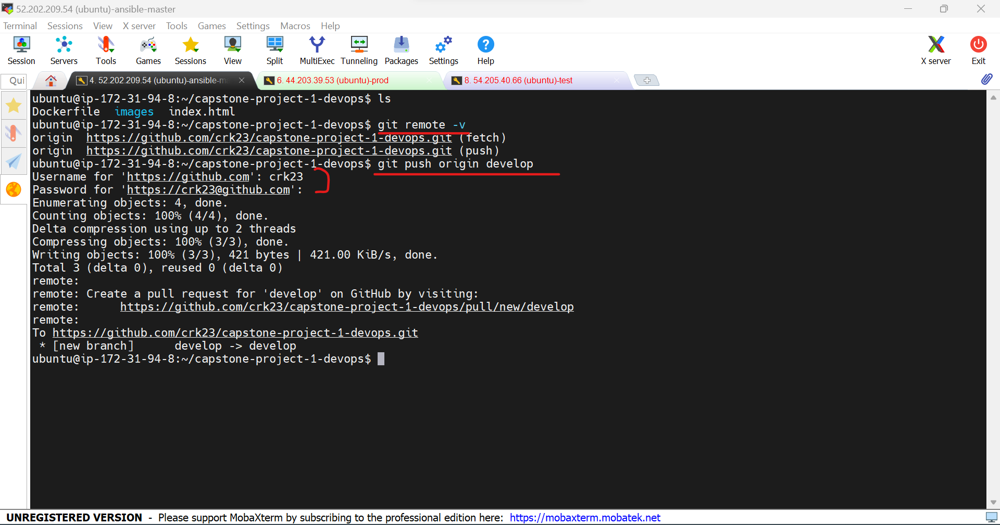 52.202.209.54 (ubuntu)-ansible-master
Terminal Sessions View X server Tools Games Settings Macros Help
Session Servers Tools Games Sessions View Split MultiExec Tunneling Packages Settings Help X server Exit
Qui 4. 52.202.209.54 (ubuntu)-ansible-ma 6. 44.203.39.53 (ubuntu)-prod 8. 54.205.40.66 (ubuntu)-test
ubuntu@ip-172-31-94-8:~/capstone-project-1-devops$ ls
Dockerfile images index.html
ubuntu@ip-172-31-94-8:~/capstone-project-1-devops$ git remote -v
origin https://github.com/crk23/capstone-project-1-devops.git (fetch)
origin https://github.com/crk23/capstone-project-1-devops.git (push)
ubuntu@ip-172-31-94-8:~/capstone-project-1-devops$ git push origin develop
Username for 'https://github.com': crk23
Password for 'https://crk23@github.com':
Enumerating objects: 4, done.
Counting objects: 100% (4/4), done.
Delta compression using up to 2 threads
Compressing objects: 100% (3/3), done.
Writing objects: 100% (3/3), 421 bytes | 421.00 KiB/s, done.
Total 3 (delta 0), reused 0 (delta 0)
remote:
remote: Create a pull request for 'develop' on GitHub by visiting:
remote: https://github.com/crk23/capstone-project-1-devops/pull/new/develop
remote:
To https://github.com/crk23/capstone-project-1-devops.git
* [new branch] develop -> develop
ubuntu@ip-172-31-94-8:~/capstone-project-1-devops$
UNREGISTERED VERSION - Please support MobaXterm by subscribing to the professional edition here: https://mobaxterm.mobatek.net